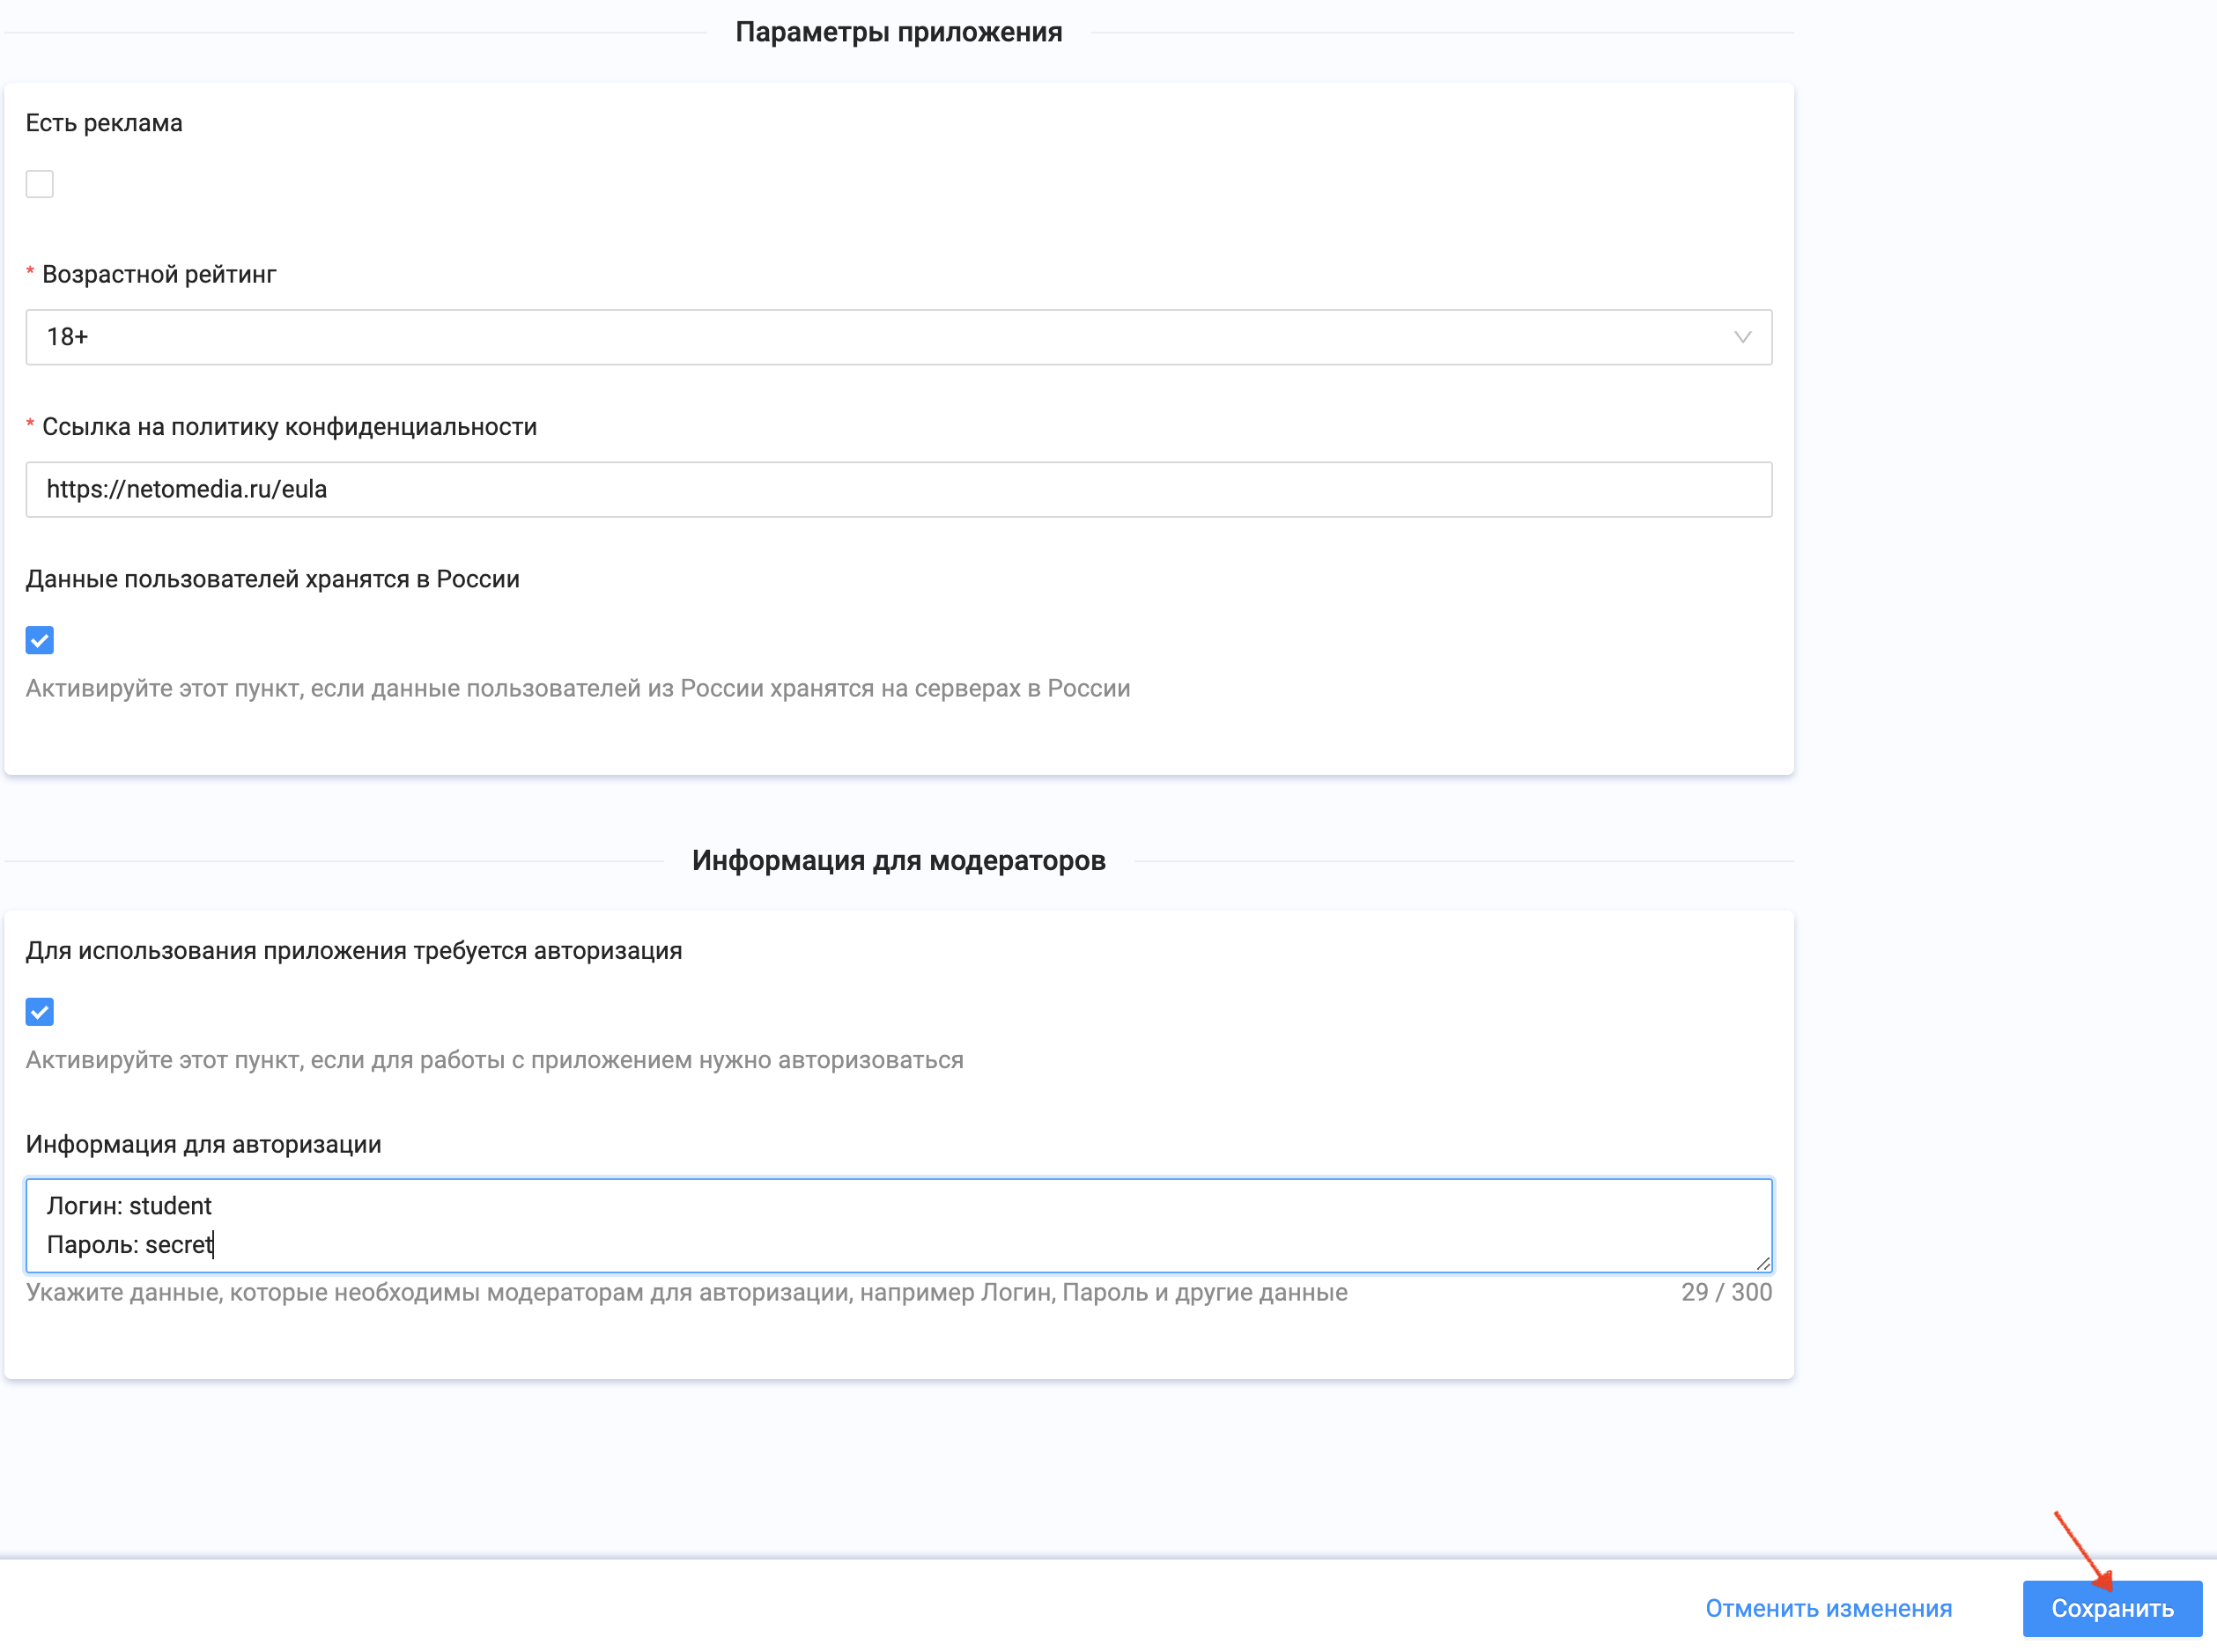 Параметры приложения
Есть реклама
* Возрастной рейтинг
18+
* Ссылка на политику конфиденциальности
https://netomedia.ru/eula
Данные пользователей хранятся в России
Активируйте этот пункт, если данные пользователей из России хранятся на серверах в России
Информация для модераторов
Для использования приложения требуется авторизация
Активируйте этот пункт, если для работы с приложением нужно авторизоваться
Информация для авторизации
Логин: student
Пароль: secret
Укажите данные, которые необходимы модераторам для авторизации, например Логин, Пароль и другие данные 29 / 300
Отменить изменения Сохранить